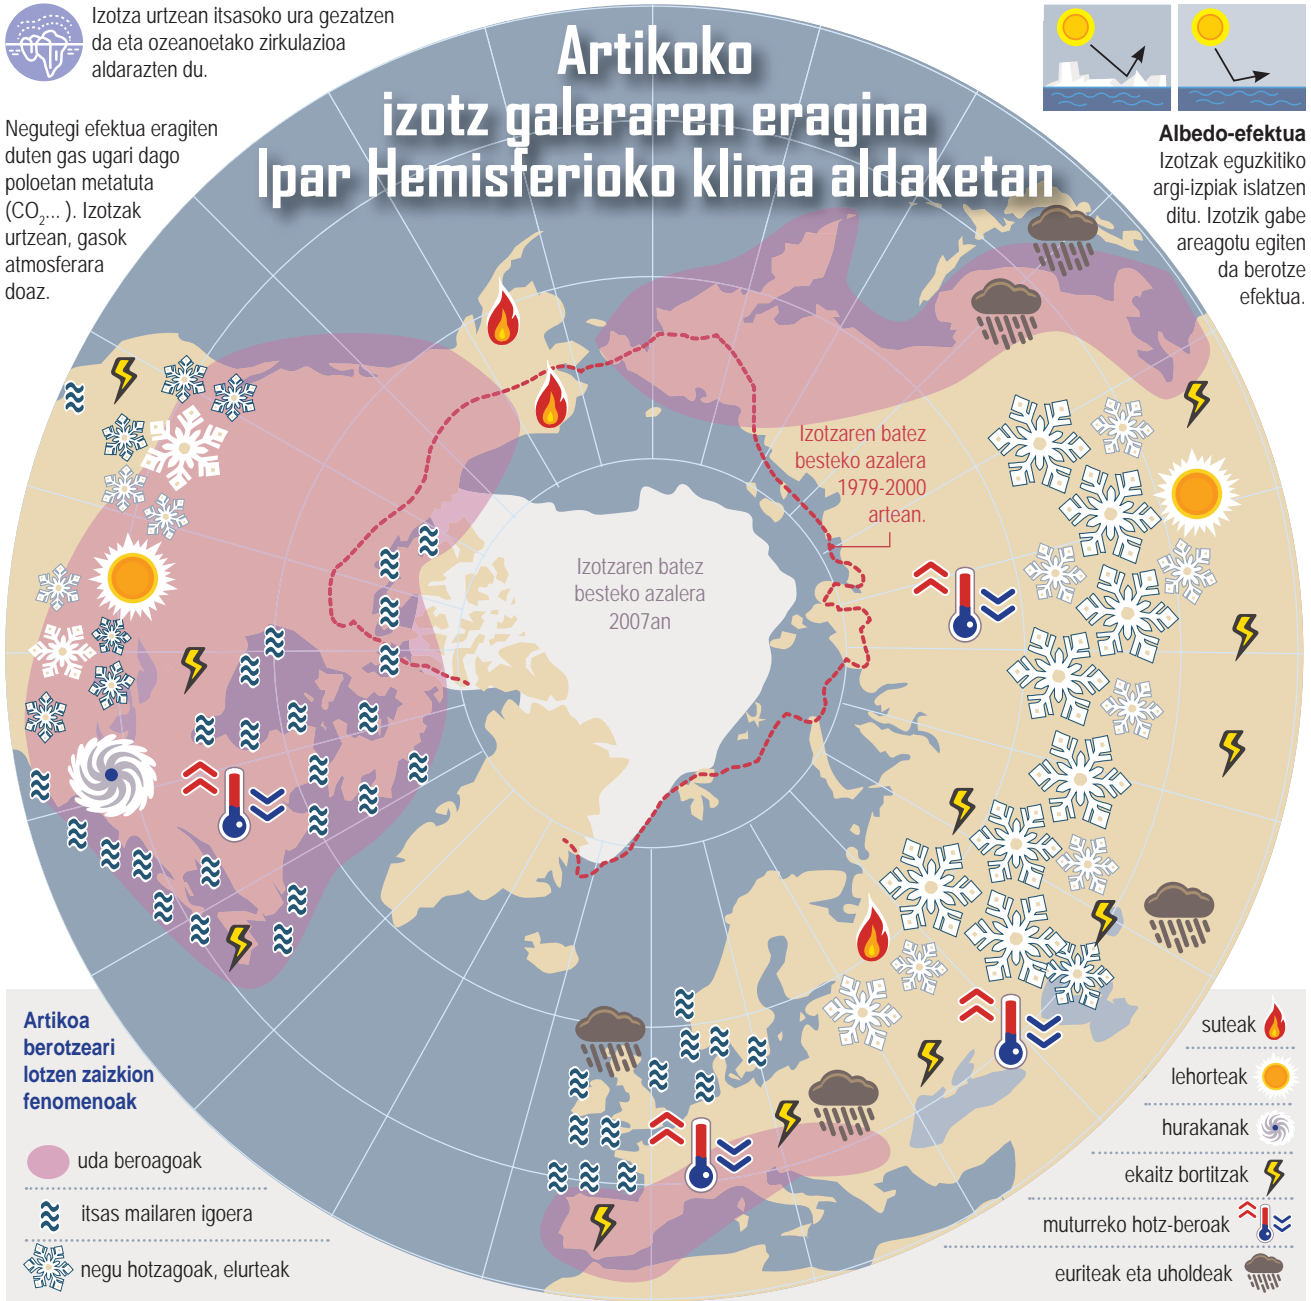 Izotza urtzean itsasoko ura gezatzen
da eta ozeanoetako zirkulazioa
aldarazten du.
Artikoko
izotz galeraren eragina
Ipar Hemisferioko klima aldaketan
Negutegi efektua eragiten
duten gas ugari dago
poloetan metatuta
(CO₂... ). Izotzak
urtzean, gasok
atmosferara
doaz.
Albedo-efektua
Izotzak eguzkitiko
argi-izpiak islatzen
ditu. Izotzik gabe
areagotu egiten
da berotze
efektua.
Izotzaren batez
besteko azalera
1979-2000
artean.
Izotzaren batez
besteko azalera
2007an
Artikoa
berotzeari
lotzen zaizkion
fenomenoak
uda beroagoak
itsas mailaren igoera
negu hotzagoak, elurteak
suteak
lehorteak
hurakanak
ekaitz bortitzak
muturreko hotz-beroak
euriteak eta uholdeak